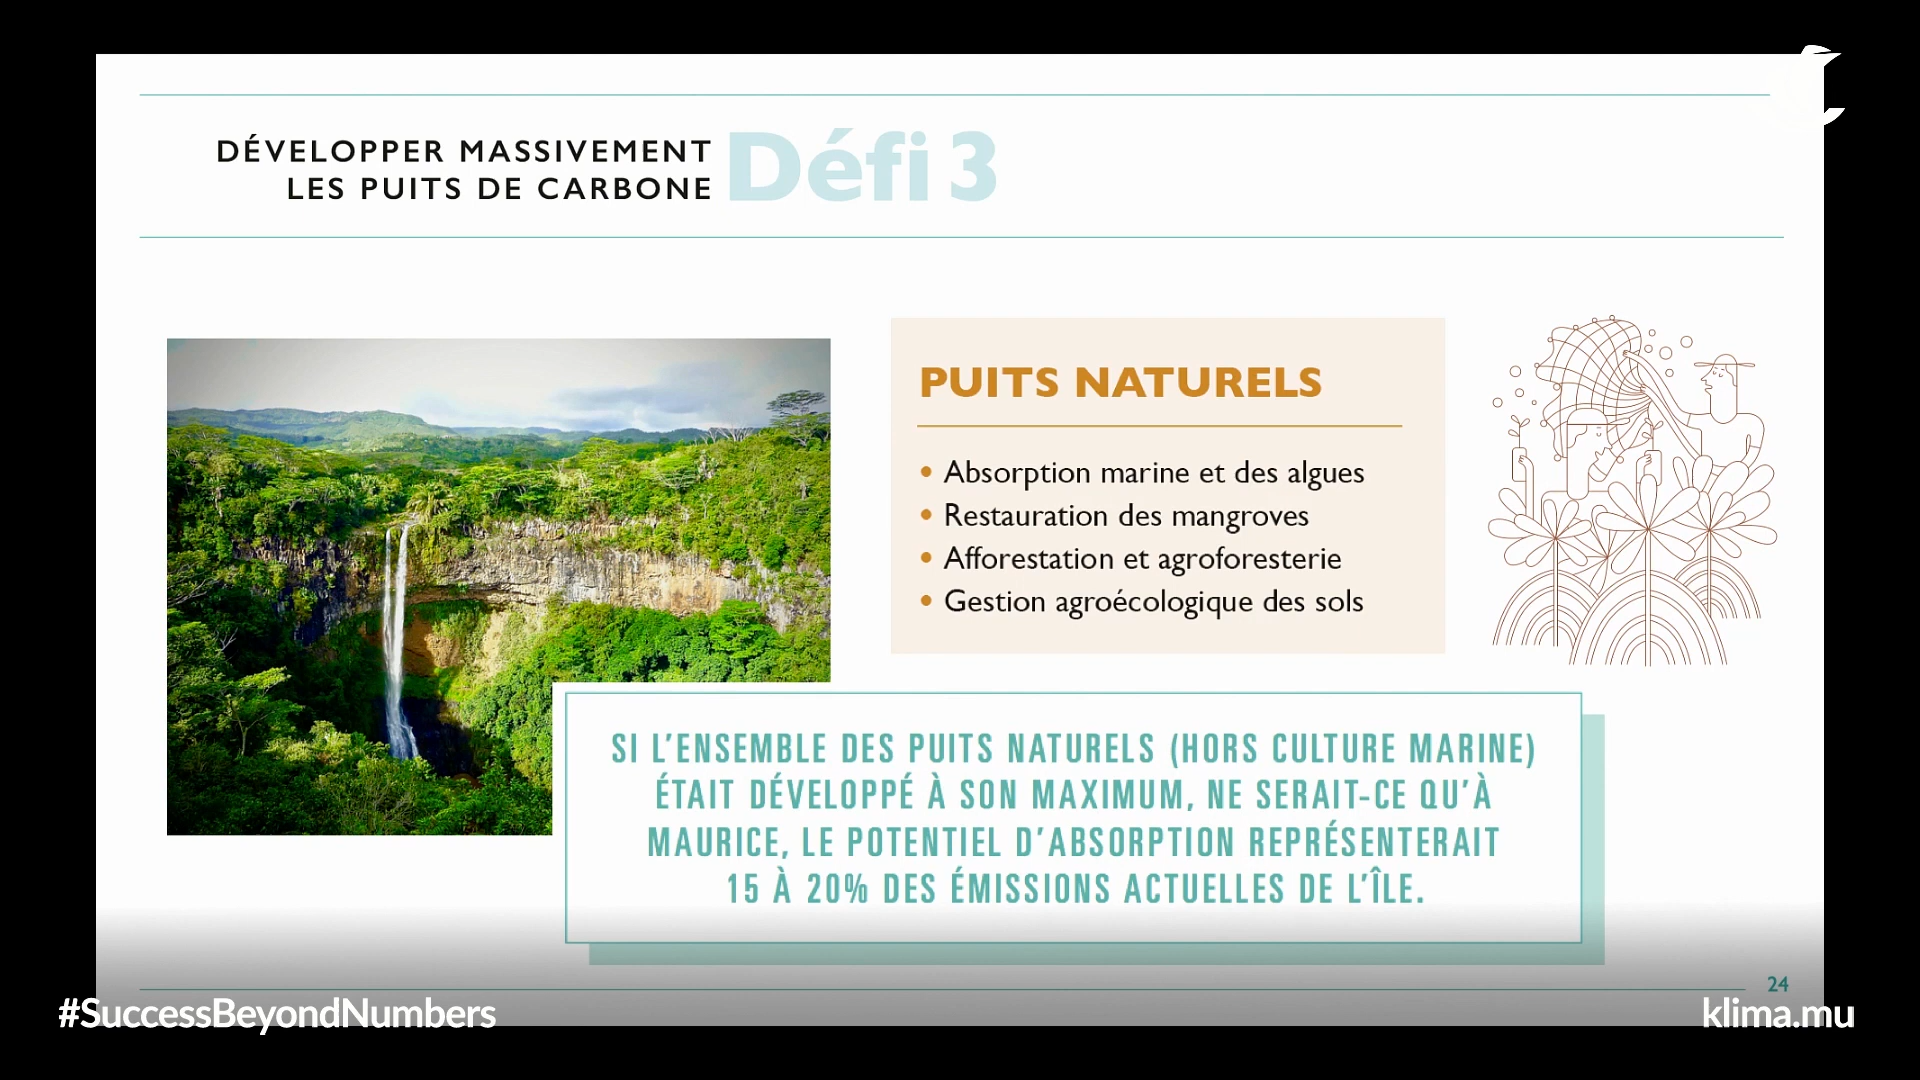 DÉVELOPPER MASSIVEMENT
LES PUITS DE CARBONE
Défi 3
PUITS NATURELS
• Absorption marine et des algues
• Restauration des mangroves
• Afforestation et agroforesterie
• Gestion agroécologique des sols
SI L'ENSEMBLE DES PUITS NATURELS (HORS CULTURE MARINE)
ÉTAIT DÉVELOPPÉ À SON MAXIMUM, NE SERAIT-CE QU'À
MAURICE, LE POTENTIEL D'ABSORPTION REPRÉSENTERAIT
15 À 20% DES ÉMISSIONS ACTUELLES DE L'ÎLE.
24
#SuccessBeyondNumbers
klima.mu